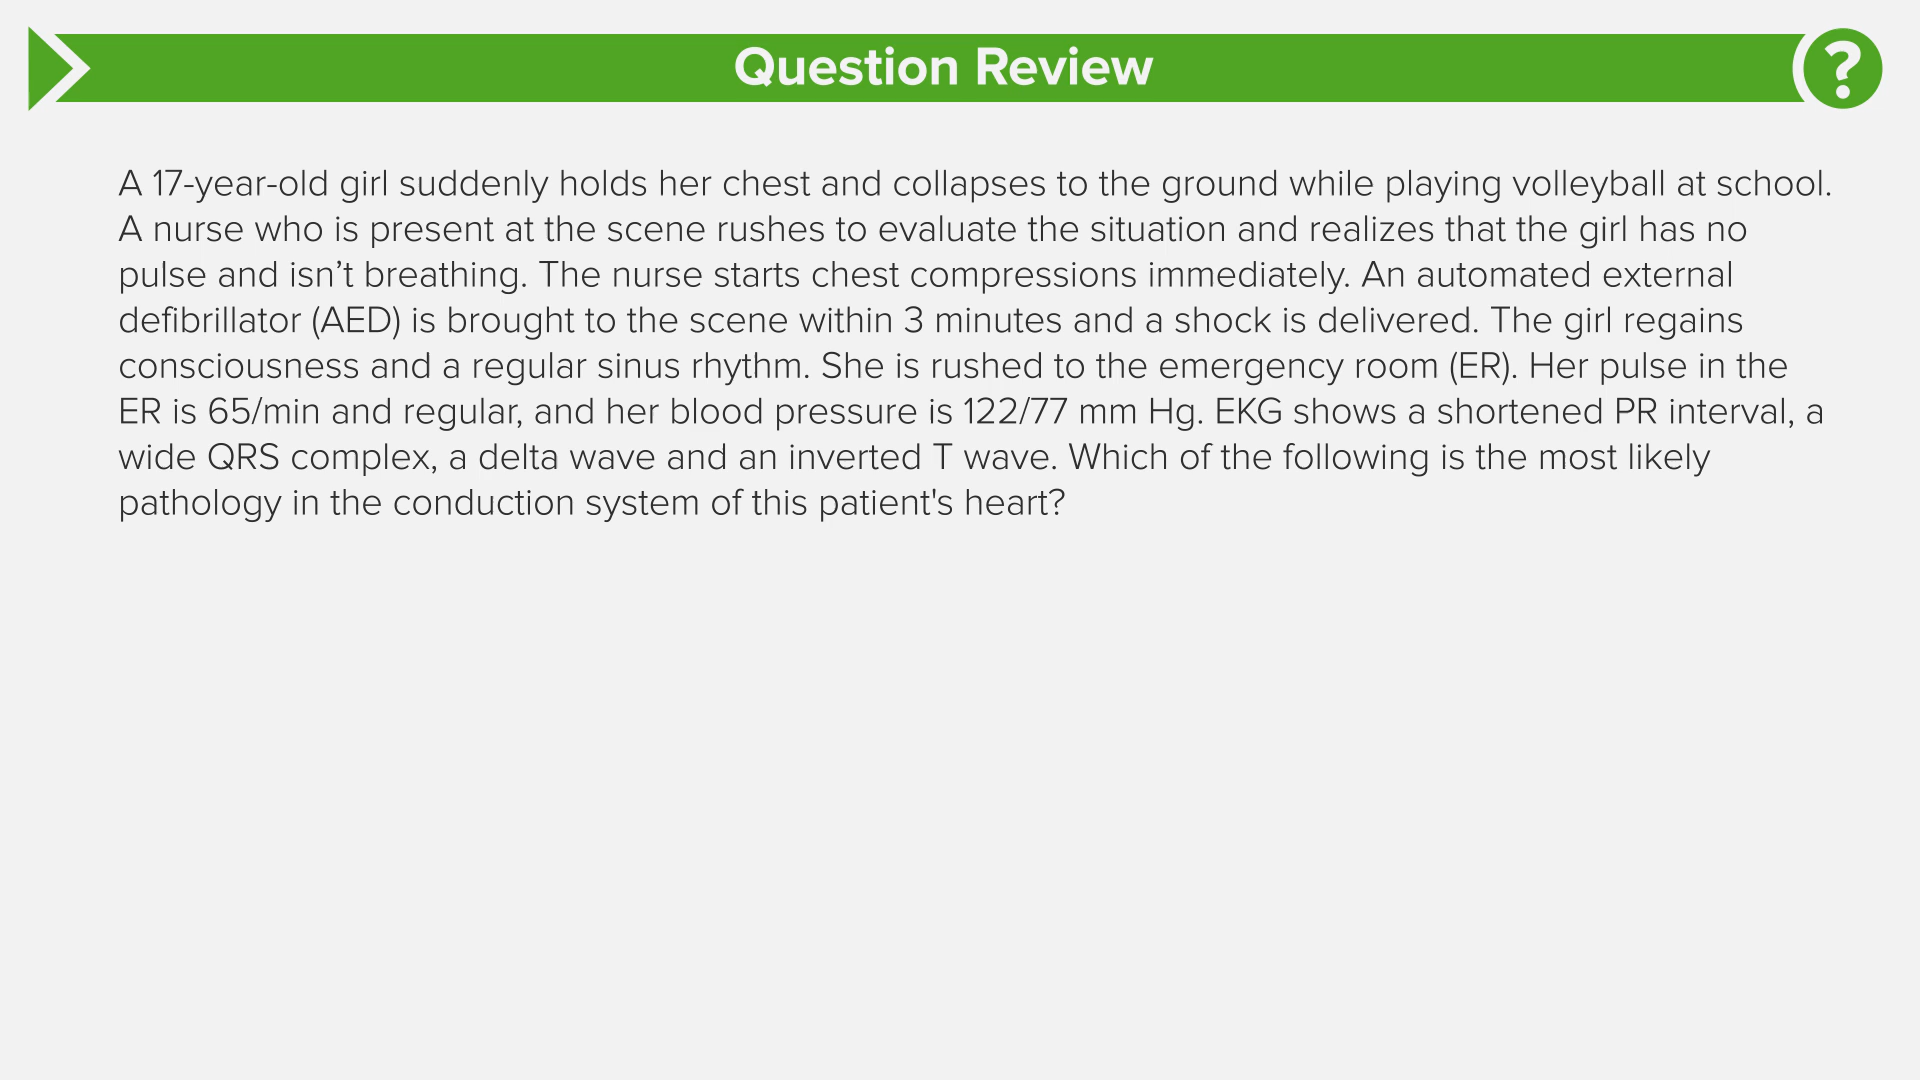 Question Review
?
A 17-year-old girl suddenly holds her chest and collapses to the ground while playing volleyball at school.
A nurse who is present at the scene rushes to evaluate the situation and realizes that the girl has no
pulse and isn’t breathing. The nurse starts chest compressions immediately. An automated external
defibrillator (AED) is brought to the scene within 3 minutes and a shock is delivered. The girl regains
consciousness and a regular sinus rhythm. She is rushed to the emergency room (ER). Her pulse in the
ER is 65/min and regular, and her blood pressure is 122/77 mm Hg. EKG shows a shortened PR interval, a
wide QRS complex, a delta wave and an inverted T wave. Which of the following is the most likely
pathology in the conduction system of this patient's heart?